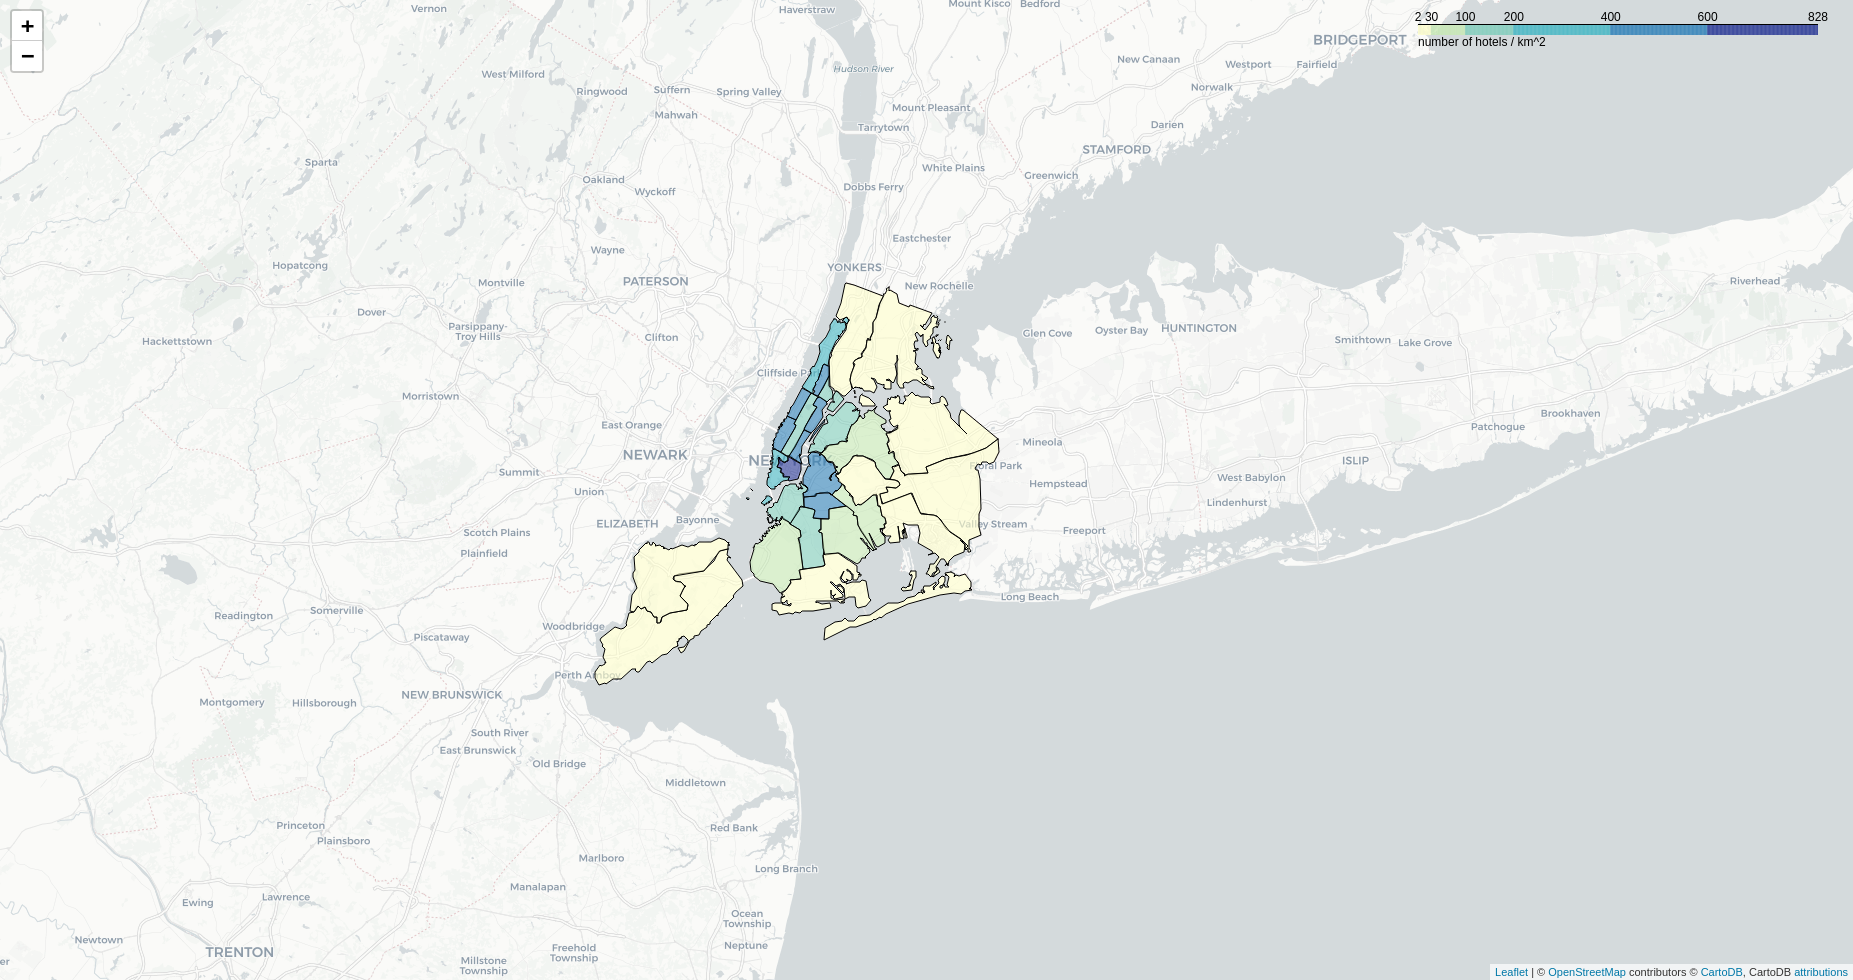 +
−
2 30 100 200 400 600 828
number of hotels / km^2
Vernon
Haverstraw
Mount Kisco
Bedford
BRIDGEPORT
New Canaan
Westport
Fairfield
Hudson River
West Milford
Ringwood
Suffern
Spring Valley
Norwalk
Mount Pleasant
Mahwah
Tarrytown
Darien
STAMFORD
Sparta
White Plains
Greenwich
Oakland
Dobbs Ferry
Wyckoff
Eastchester
Wayne
Hopatcong
YONKERS
Montville
PATERSON
New Rochelle
Riverhead
Dover
Parsippany-
Troy Hills
Glen Cove
Oyster Bay
HUNTINGTON
Hackettstown
Clifton
Smithtown
Lake Grove
Cliffside Pa
Morristown
Brookhaven
East Orange
Patchogue
NEWARK
NEW YORK
Mineola
ISLIP
Floral Park
Summit
Hempstead
West Babylon
Union
Lindenhurst
ELIZABETH
Bayonne
Valley Stream
Freeport
Scotch Plains
Plainfield
Long Beach
Readington
Somerville
Woodbridge
Piscataway
Perth Amboy
NEW BRUNSWICK
Montgomery
Hillsborough
South River
East Brunswick
Old Bridge
Middletown
Princeton
Plainsboro
Red Bank
Marlboro
Long Branch
Manalapan
Lawrence
Ewing
Ocean
Township
Newtown
TRENTON
Freehold
Township
Neptune
Millstone
Township
er
Leaflet | © OpenStreetMap contributors © CartoDB, CartoDB attributions